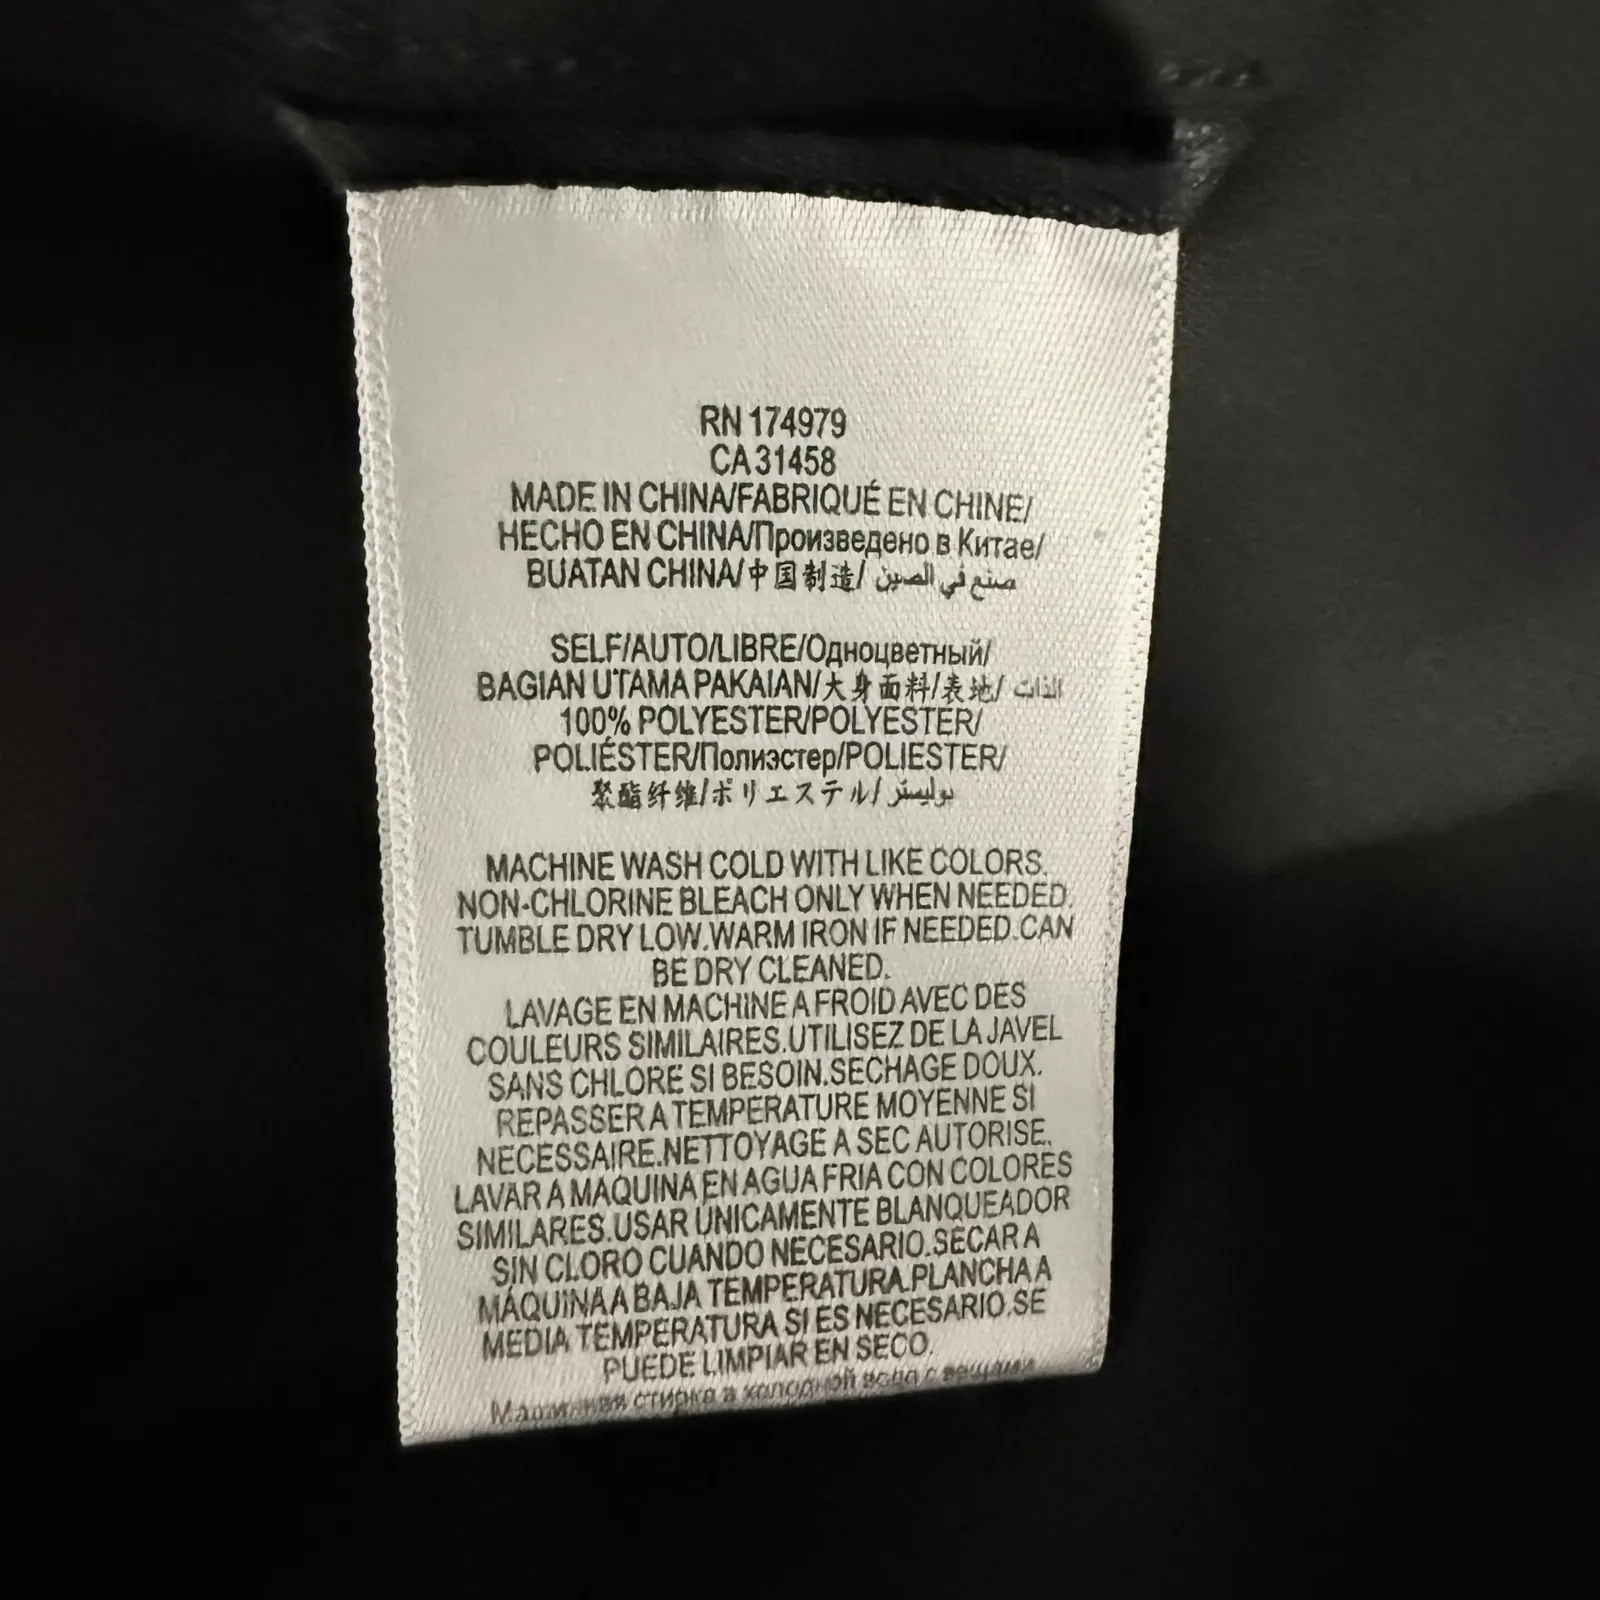 RN 174979
CA 31458
MADE IN CHINA/FABRIQUÉ EN CHINE/
HECHO EN CHINA/Произведено в Китае/
BUATAN CHINA/中国制造/ صنع في الصين
SELF/AUTO/LIBRE/Одноцветный/
BAGIAN UTAMA PAKAIAN/大身面料/表地/ الذات
100% POLYESTER/POLYESTER/
POLIÉSTER/Полиэстер/POLIESTER/
聚酯纤维/ポリエステル/ بوليستر
MACHINE WASH COLD WITH LIKE COLORS.
NON-CHLORINE BLEACH ONLY WHEN NEEDED.
TUMBLE DRY LOW.WARM IRON IF NEEDED.CAN
BE DRY CLEANED.
LAVAGE EN MACHINE A FROID AVEC DES
COULEURS SIMILAIRES.UTILISEZ DE LA JAVEL
SANS CHLORE SI BESOIN.SECHAGE DOUX.
REPASSER A TEMPERATURE MOYENNE SI
NECESSAIRE.NETTOYAGE A SEC AUTORISE.
LAVAR A MAQUINA EN AGUA FRIA CON COLORES
SIMILARES.USAR ÚNICAMENTE BLANQUEADOR
SIN CLORO CUANDO NECESARIO.SECAR A
MÁQUINA A BAJA TEMPERATURA.PLANCHA A
MEDIA TEMPERATURA SI ES NECESARIO.SE
PUEDE LIMPIAR EN SECO.
Машинная стирка в холодной воде с вещами